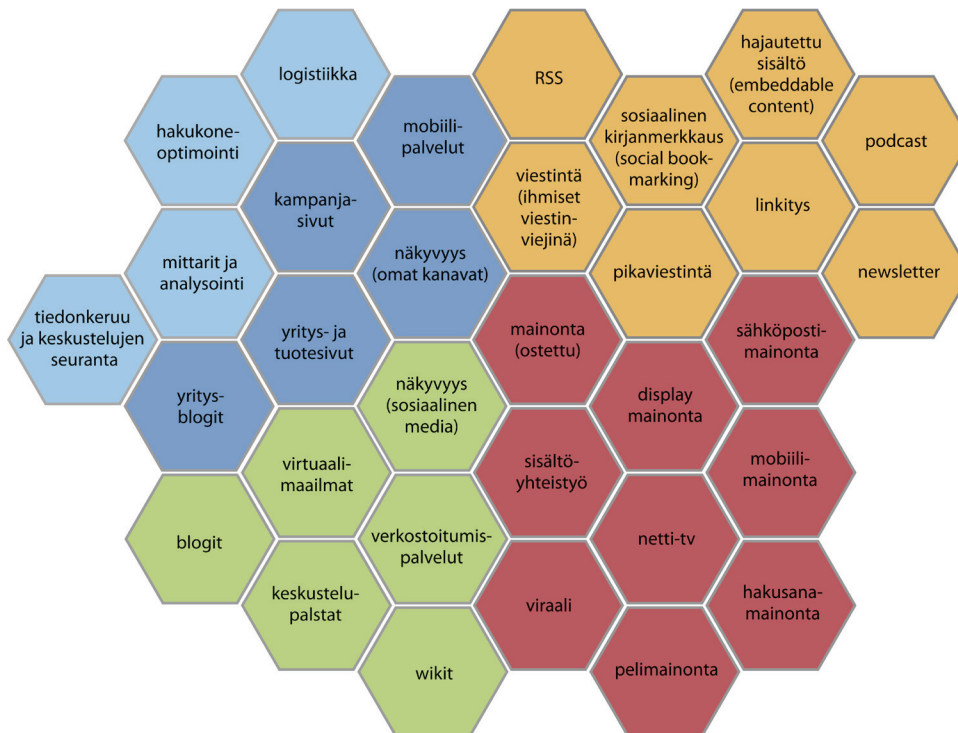 logistiikka
hakukone-
optimointi
mittarit ja
analysointi
tiedonkeruu
ja keskustelujen
seuranta
mobiili-
palvelut
kampanja-
sivut
näkyvyys
(omat kanavat)
yritys- ja
tuotesivut
yritys-
blogit
RSS
hajautettu
sisältö
(embeddable
content)
sosiaalinen
kirjanmerkkaus
(social book-
marking)
podcast
viestintä
(ihmiset
viestin-
viejinä)
linkitys
pikaviestintä
newsletter
näkyvyys
(sosiaalinen
media)
virtuaali-
maailmat
blogit
verkostoitumis-
palvelut
keskustelu-
palstat
wikit
mainonta
(ostettu)
sähköposti-
mainonta
display
mainonta
sisältö-
yhteistyö
mobiili-
mainonta
netti-tv
viraali
hakusana-
mainonta
pelimainonta